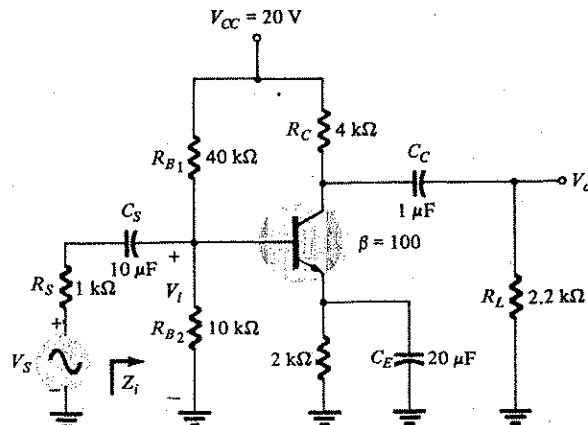 V_CC = 20 V
R_C 4 kΩ
R_B1 40 kΩ
C_C
1 μF
V_o
C_S
10 μF
β = 100
R_S 1 kΩ
+
V_i
−
R_B2 10 kΩ
R_L 2.2 kΩ
+
V_S
−
Z_i
2 kΩ
C_E 20 μF